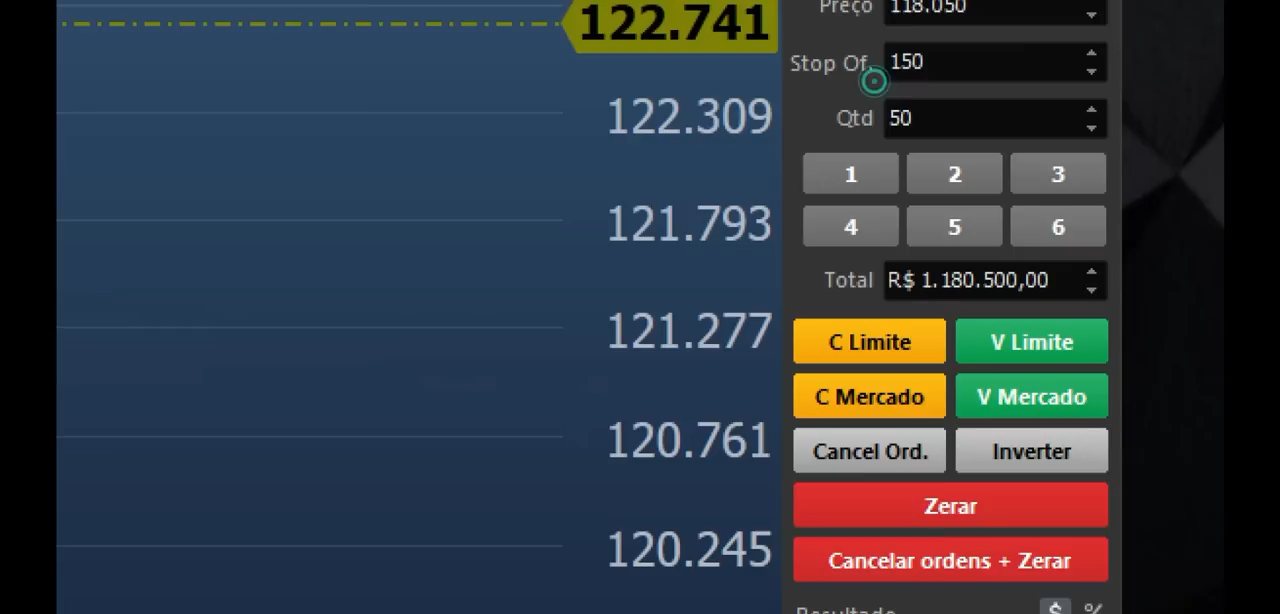 122.741
122.309
121.793
121.277
120.761
120.245
Preço 118.050
Stop Of. 150
Qtd 50
1 2 3
4 5 6
Total R$ 1.180.500,00
C Limite V Limite
C Mercado V Mercado
Cancel Ord. Inverter
Zerar
Cancelar ordens + Zerar
Resultado $ %